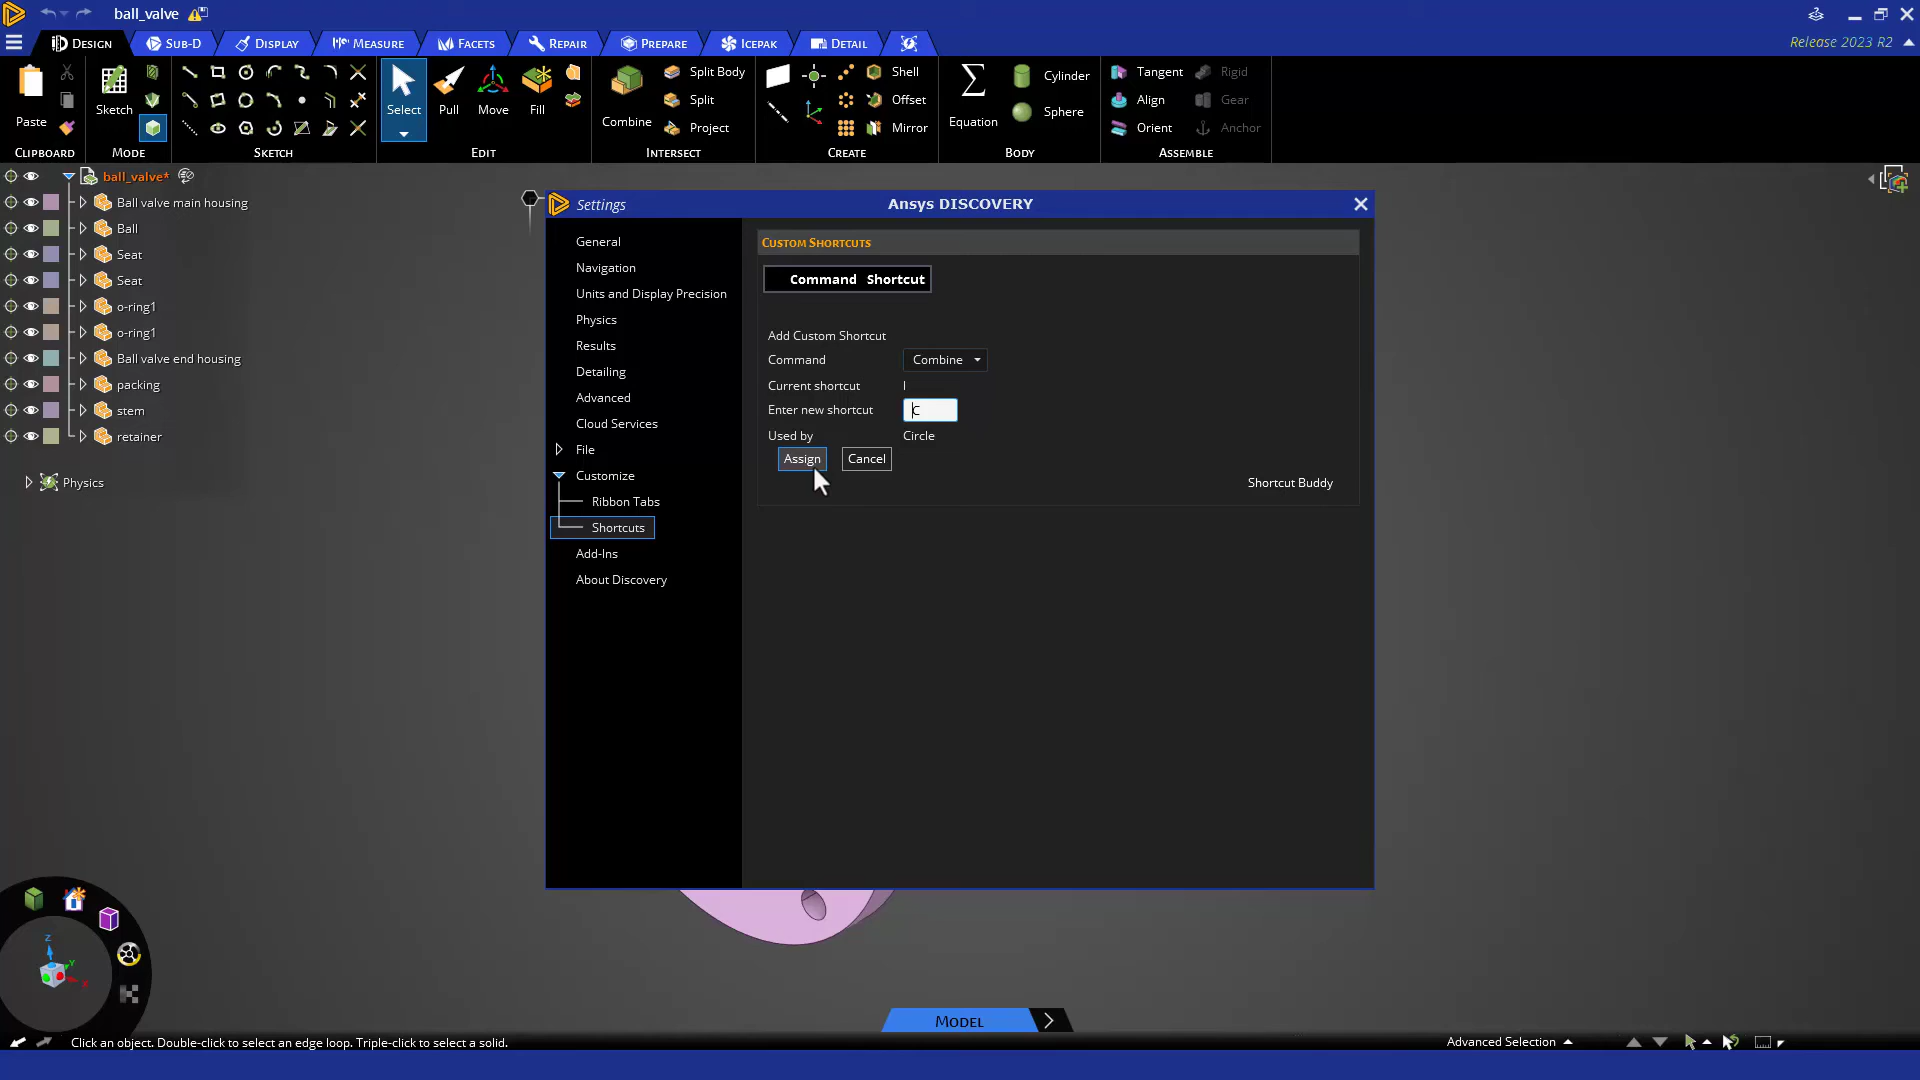 ball_valve
Release 2023 R2
DESIGN
SUB-D
DISPLAY
MEASURE
FACETS
REPAIR
PREPARE
ICEPAK
DETAIL
Paste
CLIPBOARD
Sketch
MODE
SKETCH
Select
Pull
Move
Fill
EDIT
Combine
Split Body
Split
Project
INTERSECT
Shell
Offset
Mirror
CREATE
Equation
Cylinder
Sphere
BODY
Tangent
Align
Orient
Rigid
Gear
Anchor
ASSEMBLE
ball_valve*
Ball valve main housing
Ball
Seat
Seat
o-ring1
o-ring1
Ball valve end housing
packing
stem
retainer
Physics
Settings
Ansys DISCOVERY
General
Navigation
Units and Display Precision
Physics
Results
Detailing
Advanced
Cloud Services
File
Customize
Ribbon Tabs
Shortcuts
Add-Ins
About Discovery
CUSTOM SHORTCUTS
Command Shortcut
Add Custom Shortcut
Command Combine
Current shortcut I
Enter new shortcut C
Used by Circle
Assign Cancel
Shortcut Buddy
Z
Y
X
MODEL
Click an object. Double-click to select an edge loop. Triple-click to select a solid.
Advanced Selection